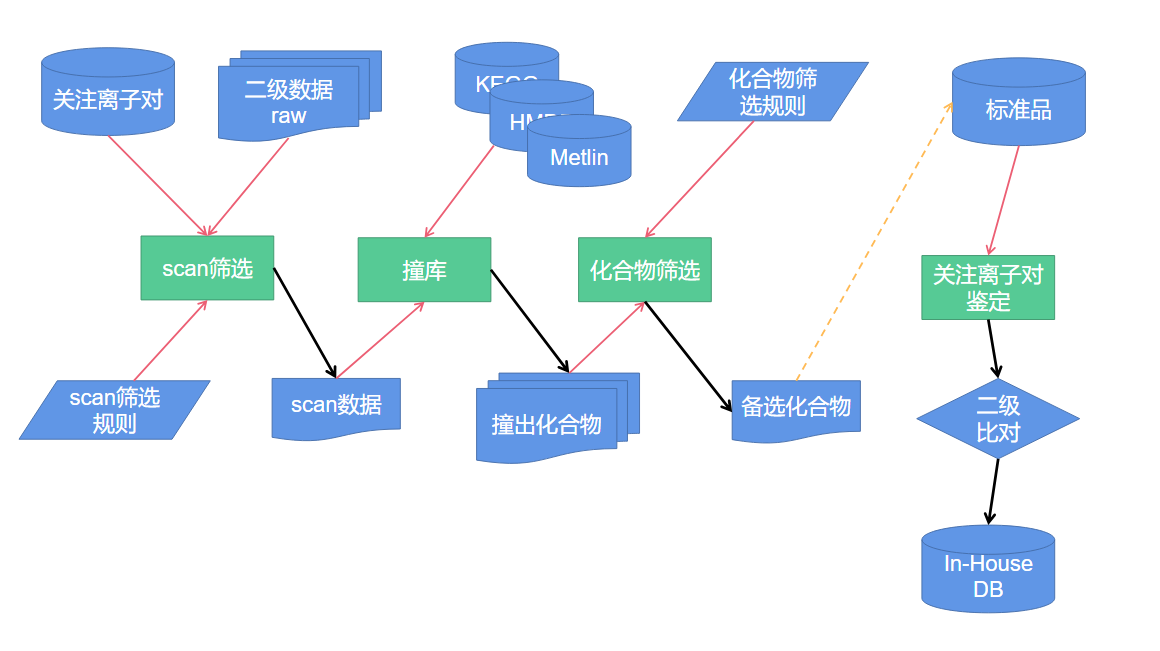 关注离子对
二级数据
raw
Metlin
化合物筛
选规则
标准品
scan筛选
撞库
化合物筛选
关注离子对
鉴定
scan筛选
规则
scan数据
撞出化合物
备选化合物
二级
比对
In-House
DB